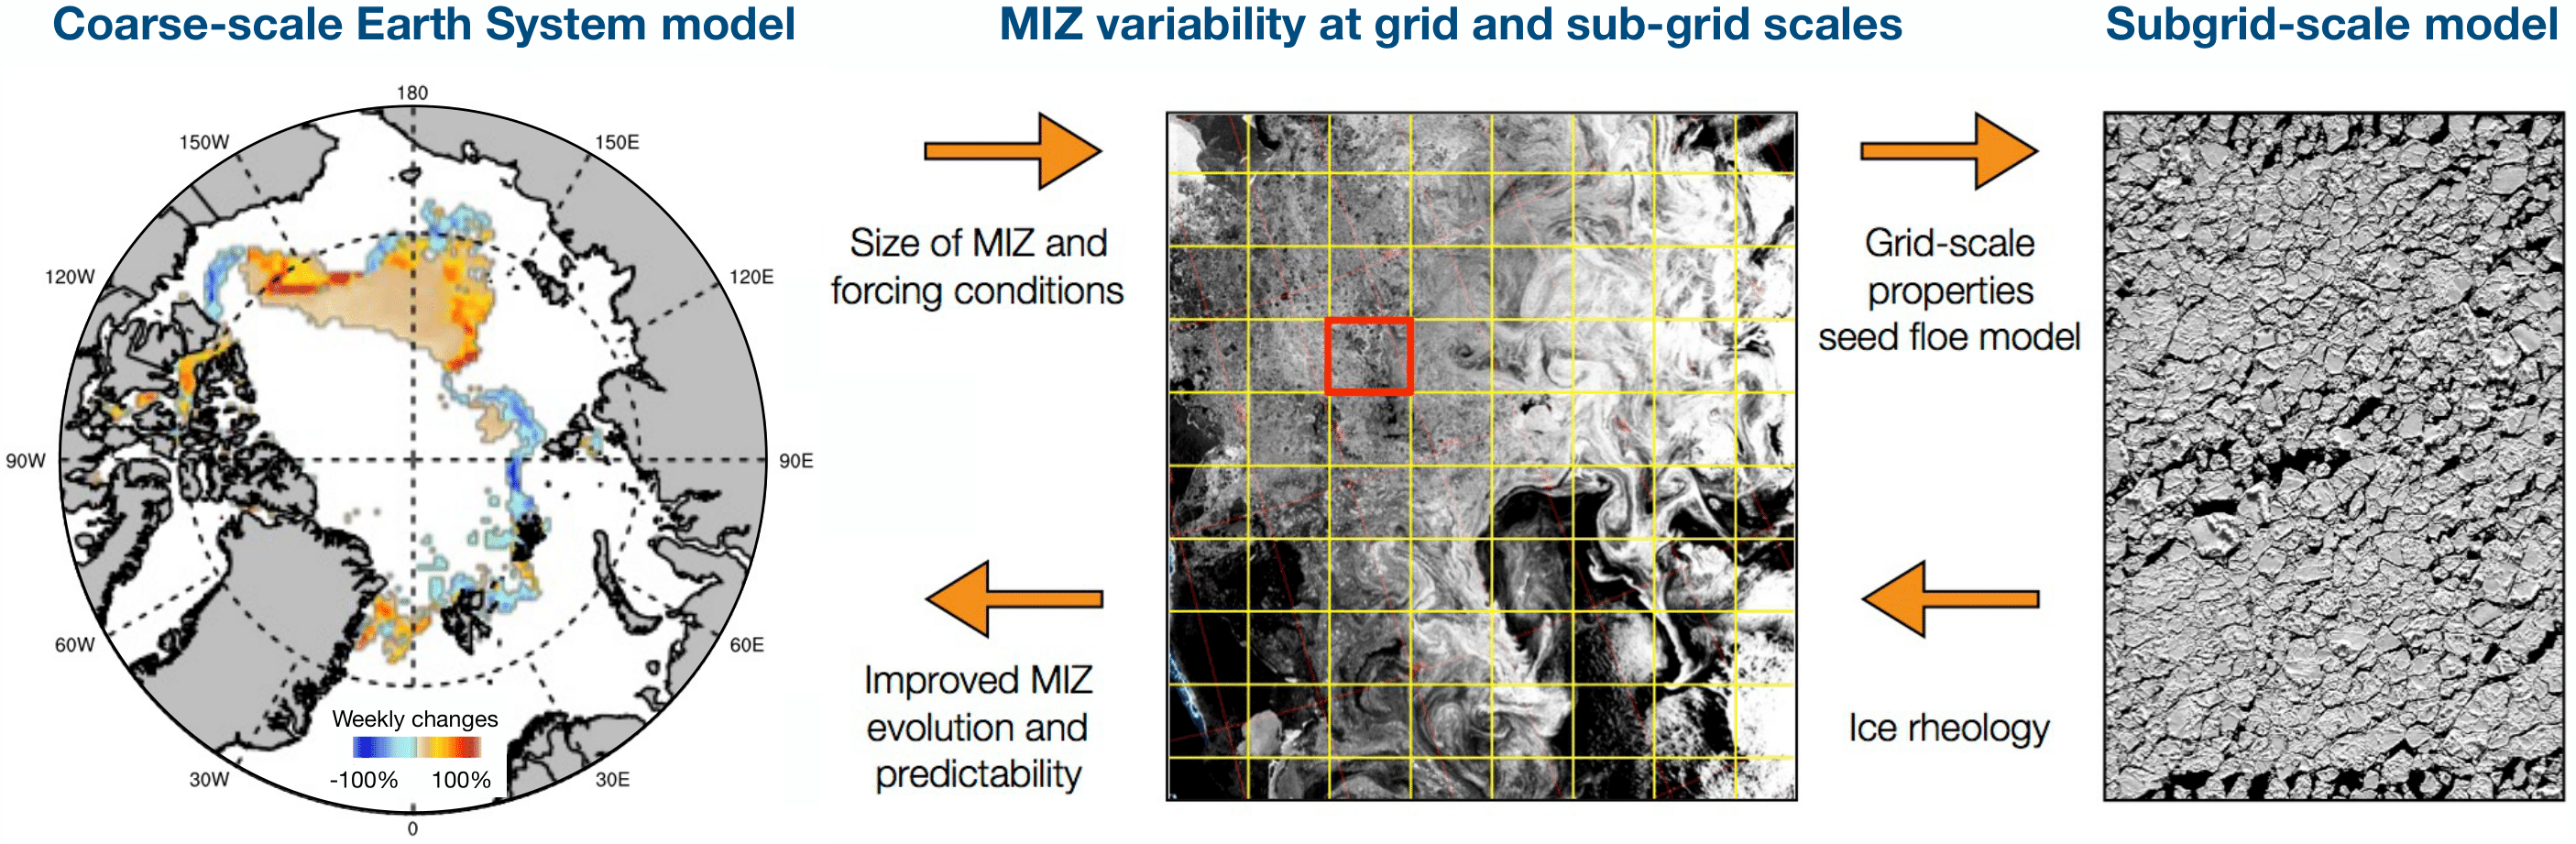 Coarse-scale Earth System model
MIZ variability at grid and sub-grid scales
Subgrid-scale model
180
150W
150E
120W
120E
90W
90E
60W
60E
30W
30E
0
Weekly changes
-100% 100%
Size of MIZ and
forcing conditions
Improved MIZ
evolution and
predictability
Grid-scale
properties
seed floe model
Ice rheology